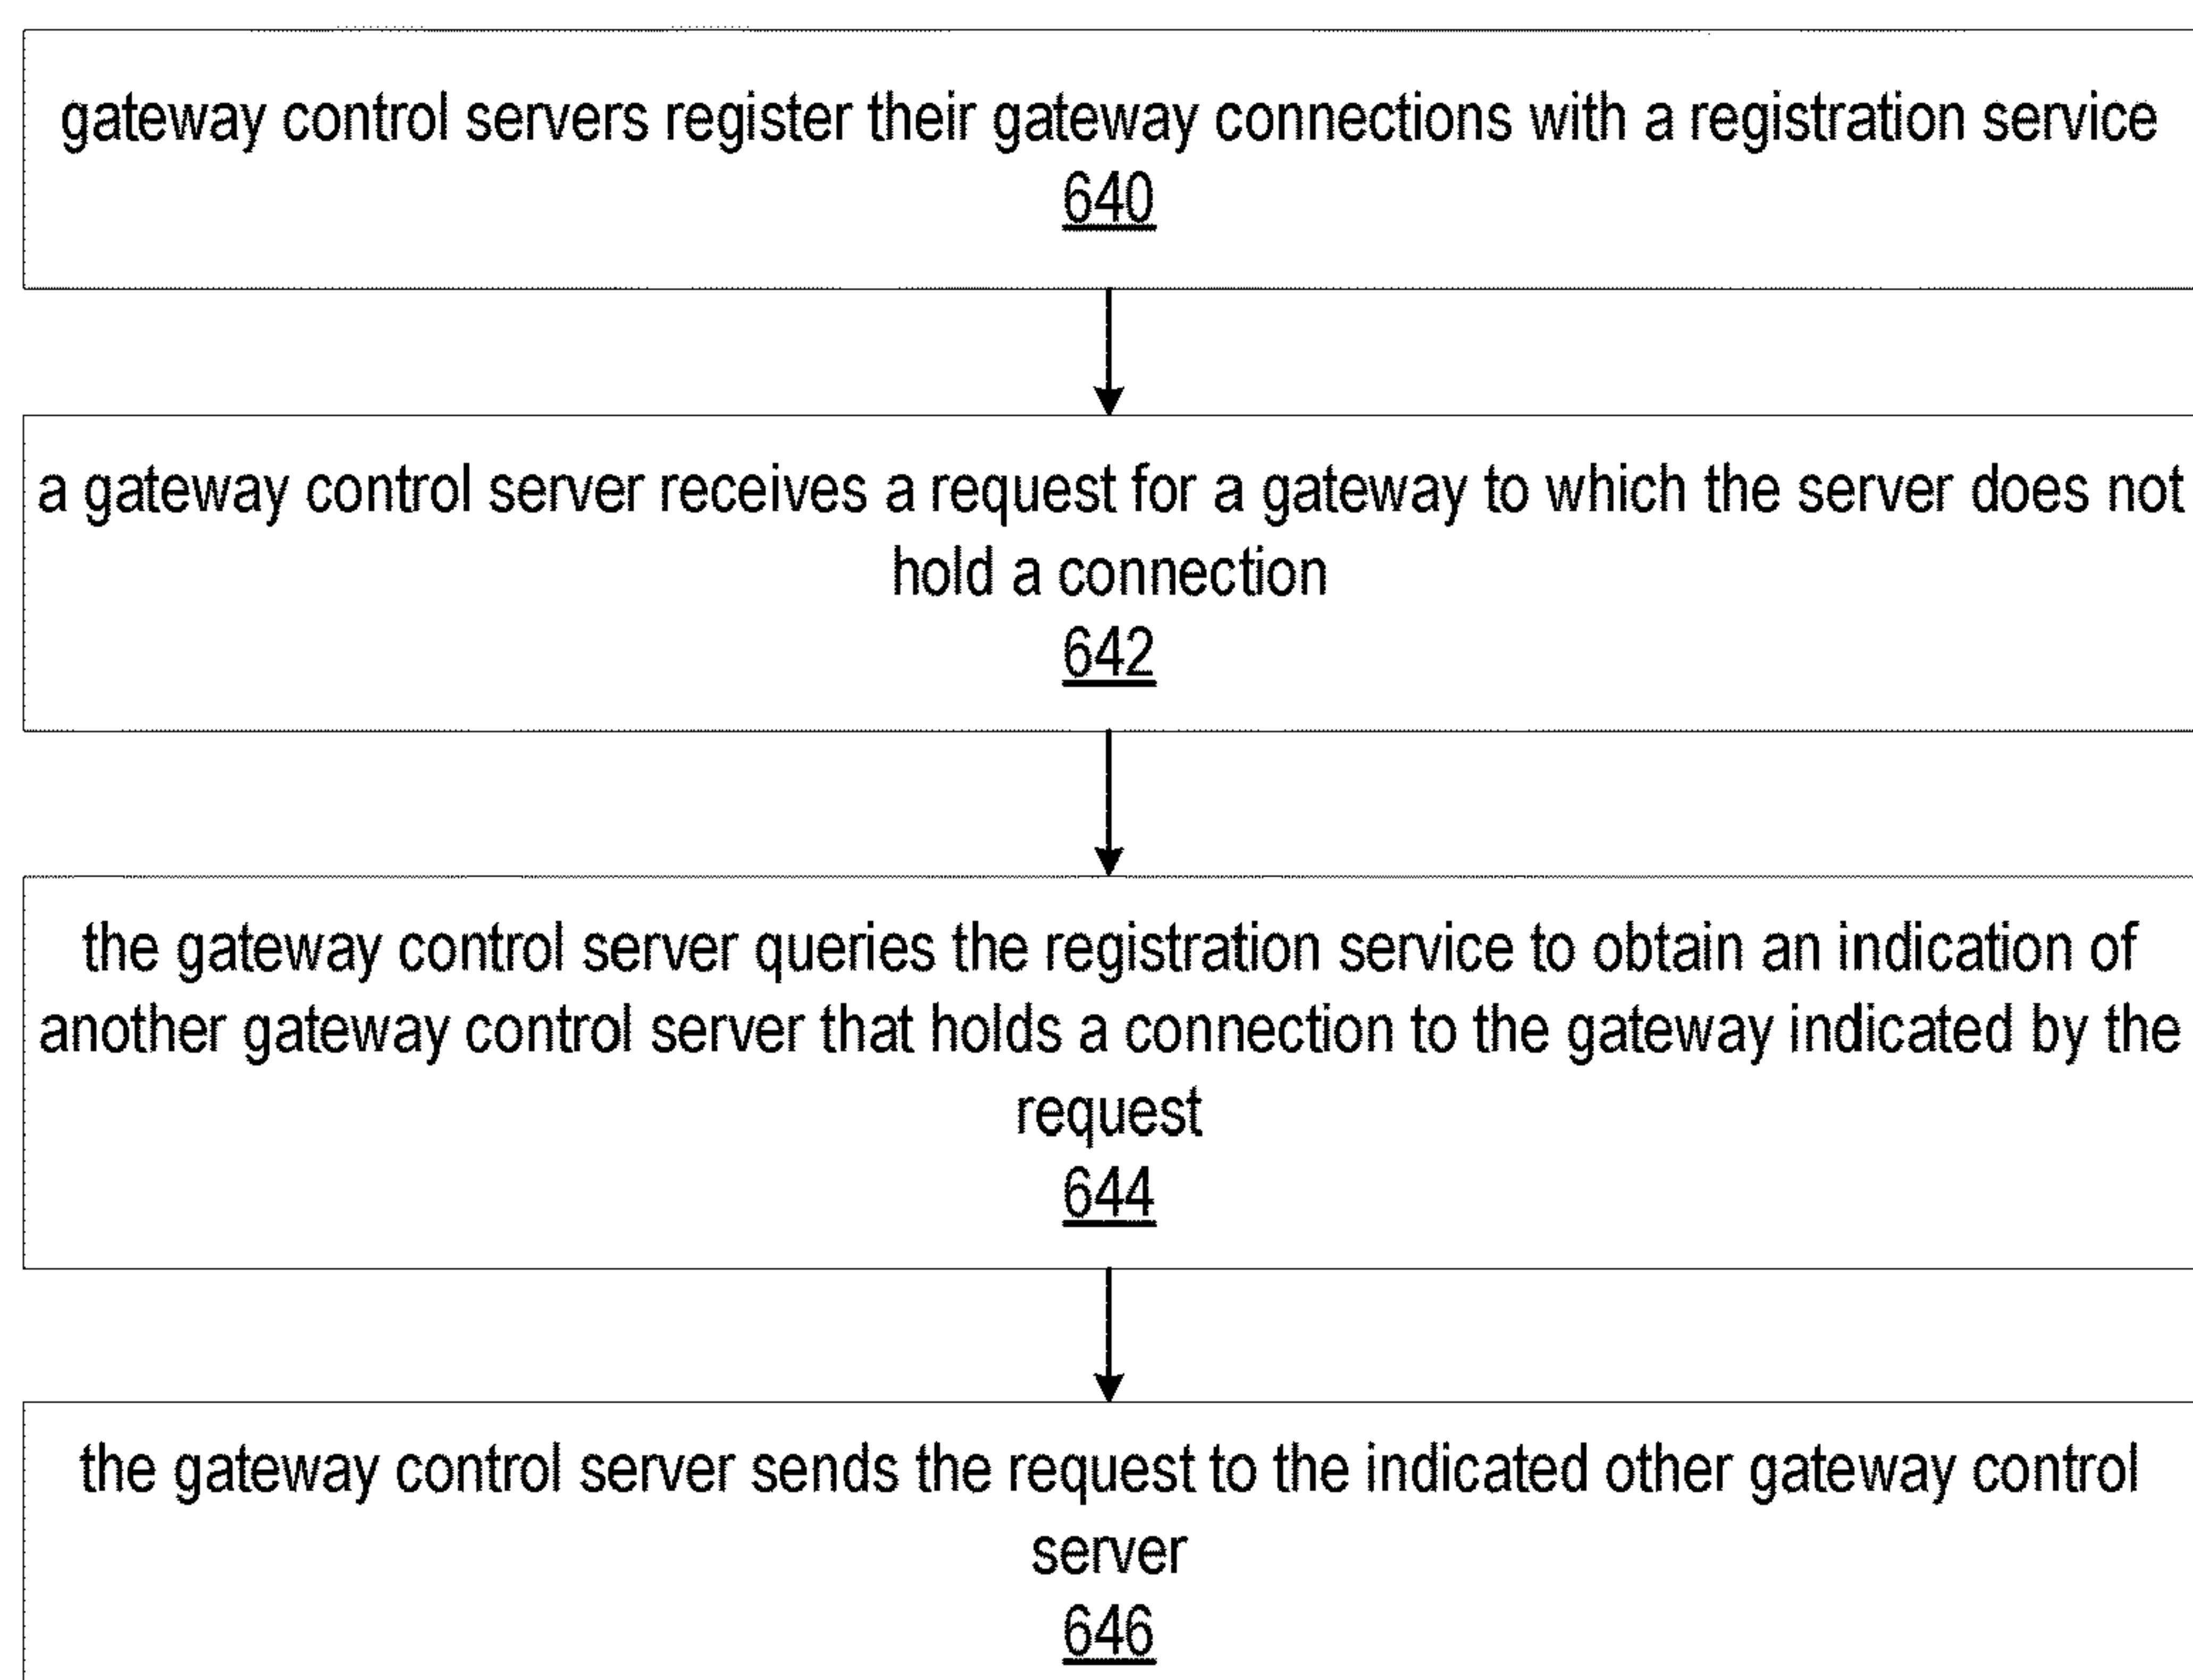 gateway control servers register their gateway connections with a registration service
640
a gateway control server receives a request for a gateway to which the server does not
hold a connection
642
the gateway control server queries the registration service to obtain an indication of
another gateway control server that holds a connection to the gateway indicated by the
request
644
the gateway control server sends the request to the indicated other gateway control
server
646